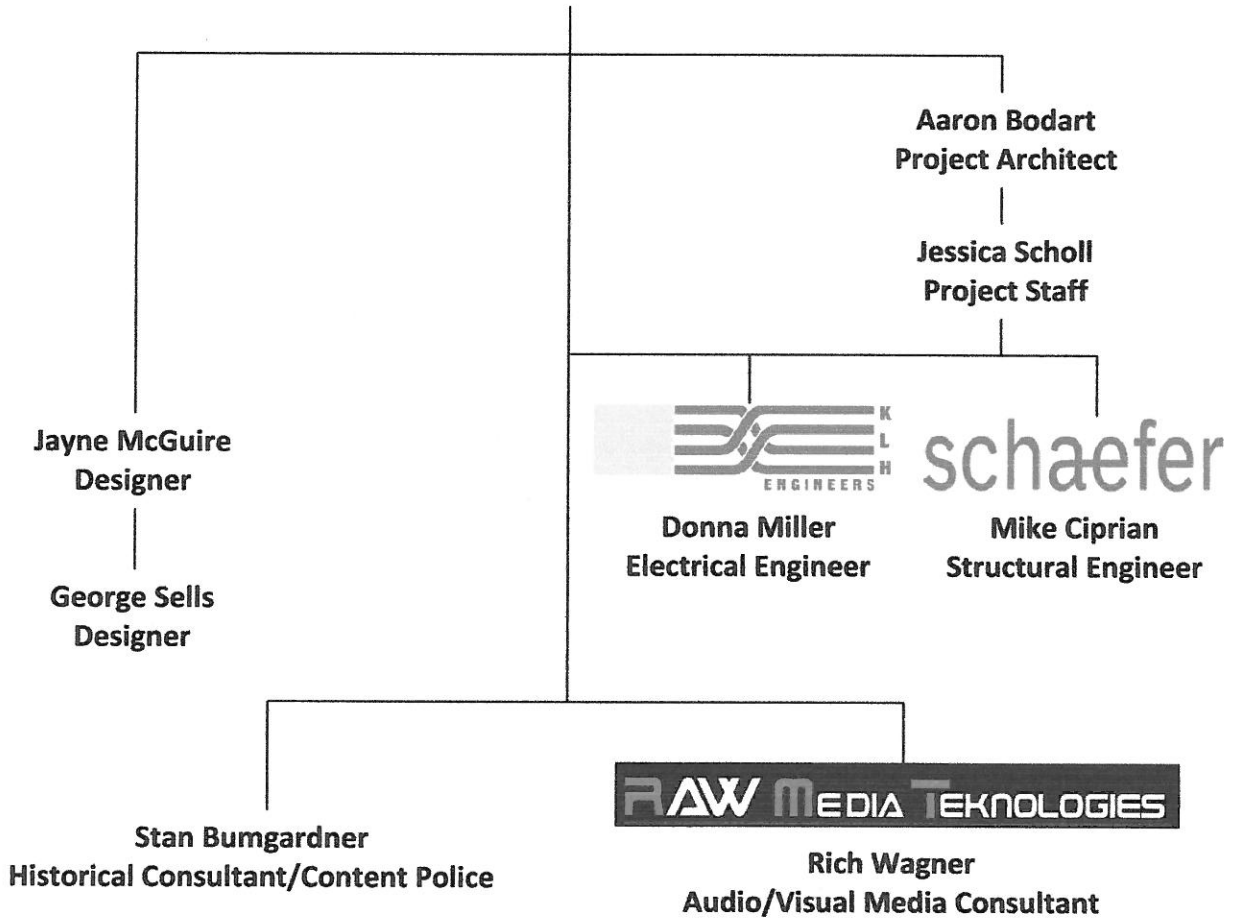 Aaron Bodart
Project Architect
Jessica Scholl
Project Staff
Jayne McGuire
Designer
George Sells
Designer
K
L
H
ENGINEERS
Donna Miller
Electrical Engineer
schaefer
Mike Ciprian
Structural Engineer
Stan Bumgardner
Historical Consultant/Content Police
RAW MEDIA TEKNOLOGIES
Rich Wagner
Audio/Visual Media Consultant